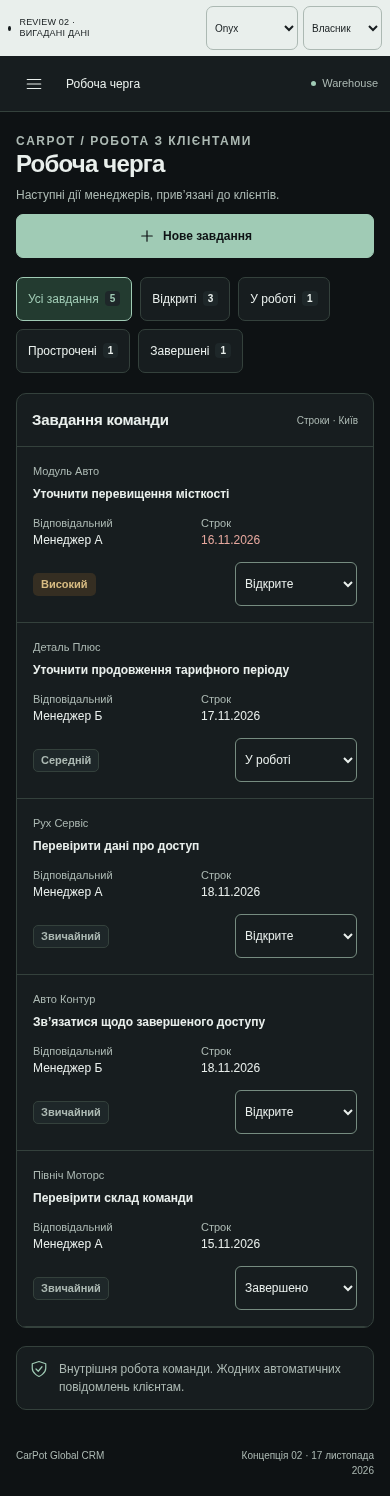 REVIEW 02 ·
ВИГАДАНІ ДАНІ
Onyx
Власник
Робоча черга
Warehouse
CARPOT / РОБОТА З КЛІЄНТАМИ
Робоча черга
Наступні дії менеджерів, прив’язані до клієнтів.
Нове завдання
Усі завдання 5
Відкриті 3
У роботі 1
Прострочені 1
Завершені 1
Завдання команди
Строки · Київ
Модуль Авто
Уточнити перевищення місткості
Відповідальний
Строк
Менеджер А
16.11.2026
Високий
Відкрите
Деталь Плюс
Уточнити продовження тарифного періоду
Відповідальний
Строк
Менеджер Б
17.11.2026
Середній
У роботі
Рух Сервіс
Перевірити дані про доступ
Відповідальний
Строк
Менеджер А
18.11.2026
Звичайний
Відкрите
Авто Контур
Зв’язатися щодо завершеного доступу
Відповідальний
Строк
Менеджер Б
18.11.2026
Звичайний
Відкрите
Північ Моторс
Перевірити склад команди
Відповідальний
Строк
Менеджер А
15.11.2026
Звичайний
Завершено
Внутрішня робота команди. Жодних автоматичних
повідомлень клієнтам.
CarPot Global CRM
Концепція 02 · 17 листопада
2026